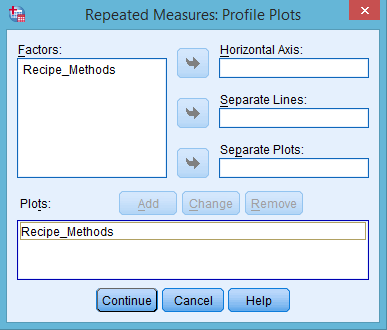 Repeated Measures: Profile Plots
x
Factors:
Recipe_Methods
Horizontal Axis:
Separate Lines:
Separate Plots:
Plots:
Add Change Remove
Recipe_Methods
Continue Cancel Help